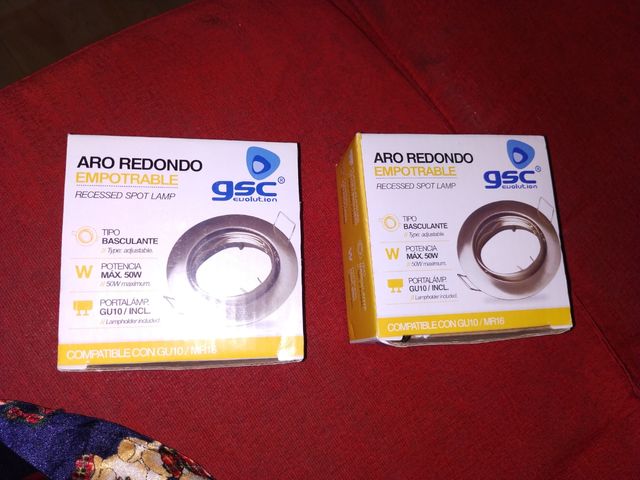 ARO REDONDO
EMPOTRABLE
RECESSED SPOT LAMP
gsc®
evolution
TIPO
BASCULANTE
// Type: adjustable.
W
POTENCIA
MÁX. 50W
// 50W maximum.
PORTALÁMP.
GU10 / INCL.
// Lampholder included.
COMPATIBLE CON GU10 / MR16
ARO REDONDO
EMPOTRABLE
RECESSED SPOT LAMP
gsc®
evolution
TIPO
BASCULANTE
// Type: adjustable.
W
POTENCIA
MÁX. 50W
// 50W maximum.
PORTALÁMP.
GU10 / INCL.
// Lampholder included.
COMPATIBLE CON GU10 / MR16